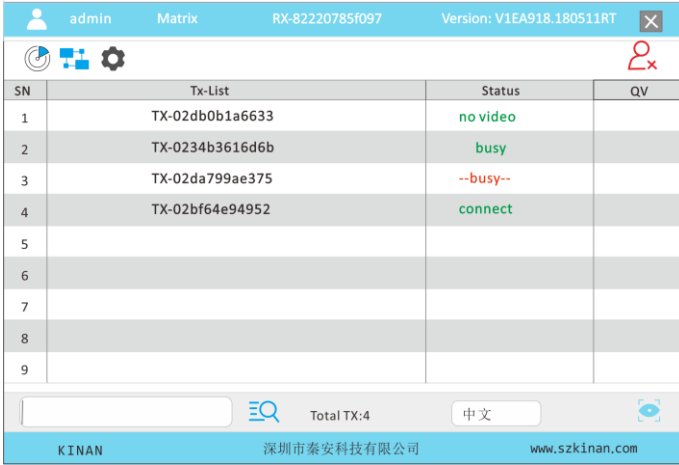 admin Matrix RX-82220785f097 Version: V1EA918.180511RT
SN Tx-List Status QV
1 TX-02db0b1a6633 no video
2 TX-0234b3616d6b busy
3 TX-02da799ae375 --busy--
4 TX-02bf64e94952 connect
5
6
7
8
9
Total TX:4 中文
KINAN 深圳市秦安科技有限公司 www.szkinan.com